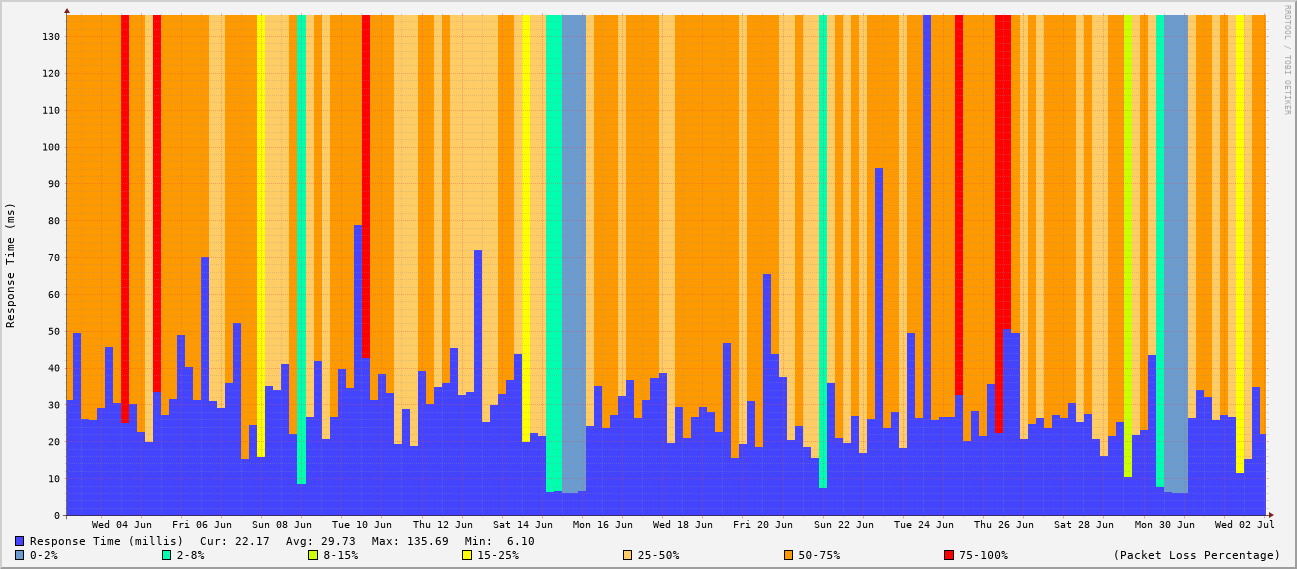 RRDTOOL / TOBI OETIKER
Response Time (ms)
130
120
110
100
90
80
70
60
50
40
30
20
10
0
Wed 04 Jun Fri 06 Jun Sun 08 Jun Tue 10 Jun Thu 12 Jun Sat 14 Jun Mon 16 Jun Wed 18 Jun Fri 20 Jun Sun 22 Jun Tue 24 Jun Thu 26 Jun Sat 28 Jun Mon 30 Jun Wed 02 Jul
Response Time (millis) Cur: 22.17 Avg: 29.73 Max: 135.69 Min: 6.10
0-2% 2-8% 8-15% 15-25% 25-50% 50-75% 75-100% (Packet Loss Percentage)